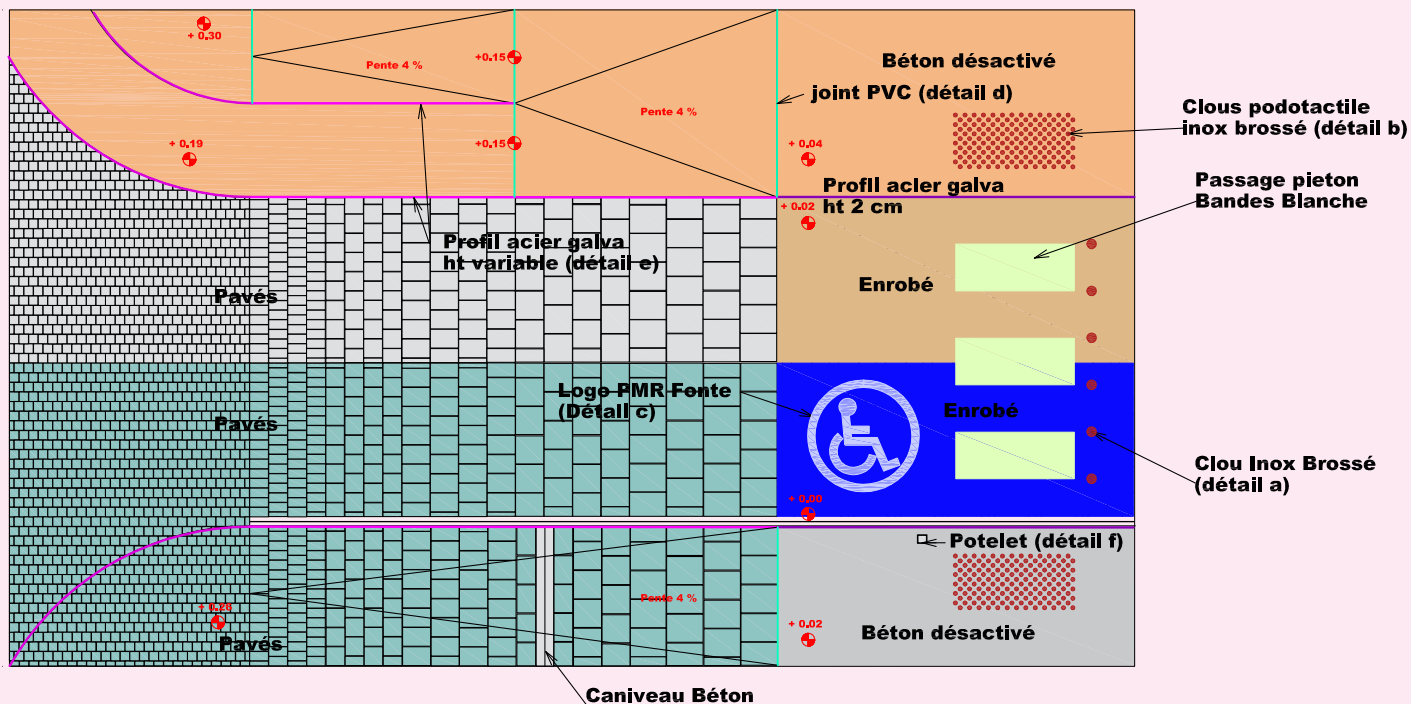 + 0.30
Pente 4 %
+0.15
Béton désactivé
joint PVC (détail d)
Clous podotactile
inox brossé (détail b)
Pente 4 %
+ 0.19
+0.15
+ 0.04
Profil acier galva
ht 2 cm
Passage pieton
Bandes Blanche
+ 0.02
Profil acier galva
ht variable (détail e)
Pavés
Enrobé
Logo PMR Fonte
(Détail c)
Enrobé
Pavés
Clou Inox Brossé
(détail a)
+ 0.00
Potelet (détail f)
Pente 4 %
+ 0.26
+ 0.02
Béton désactivé
Pavés
Caniveau Béton